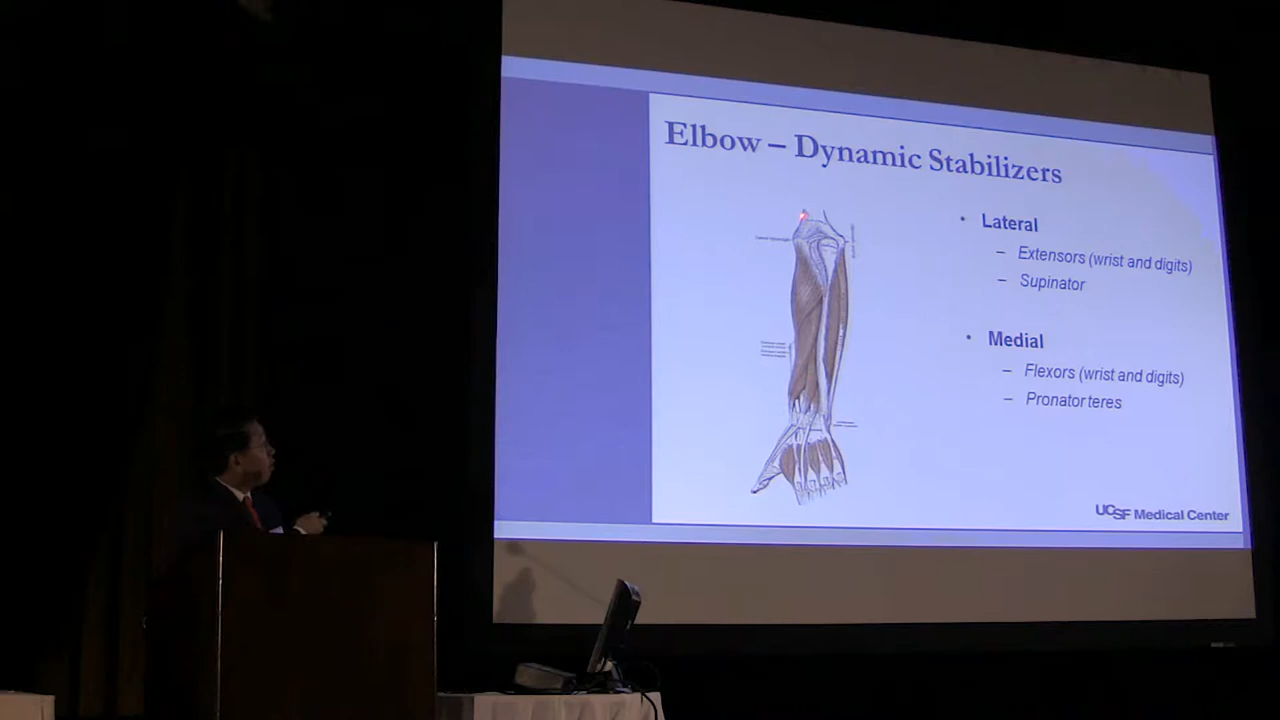 Elbow – Dynamic Stabilizers
• Lateral
– Extensors (wrist and digits)
– Supinator
• Medial
– Flexors (wrist and digits)
– Pronator teres
UCSF Medical Center